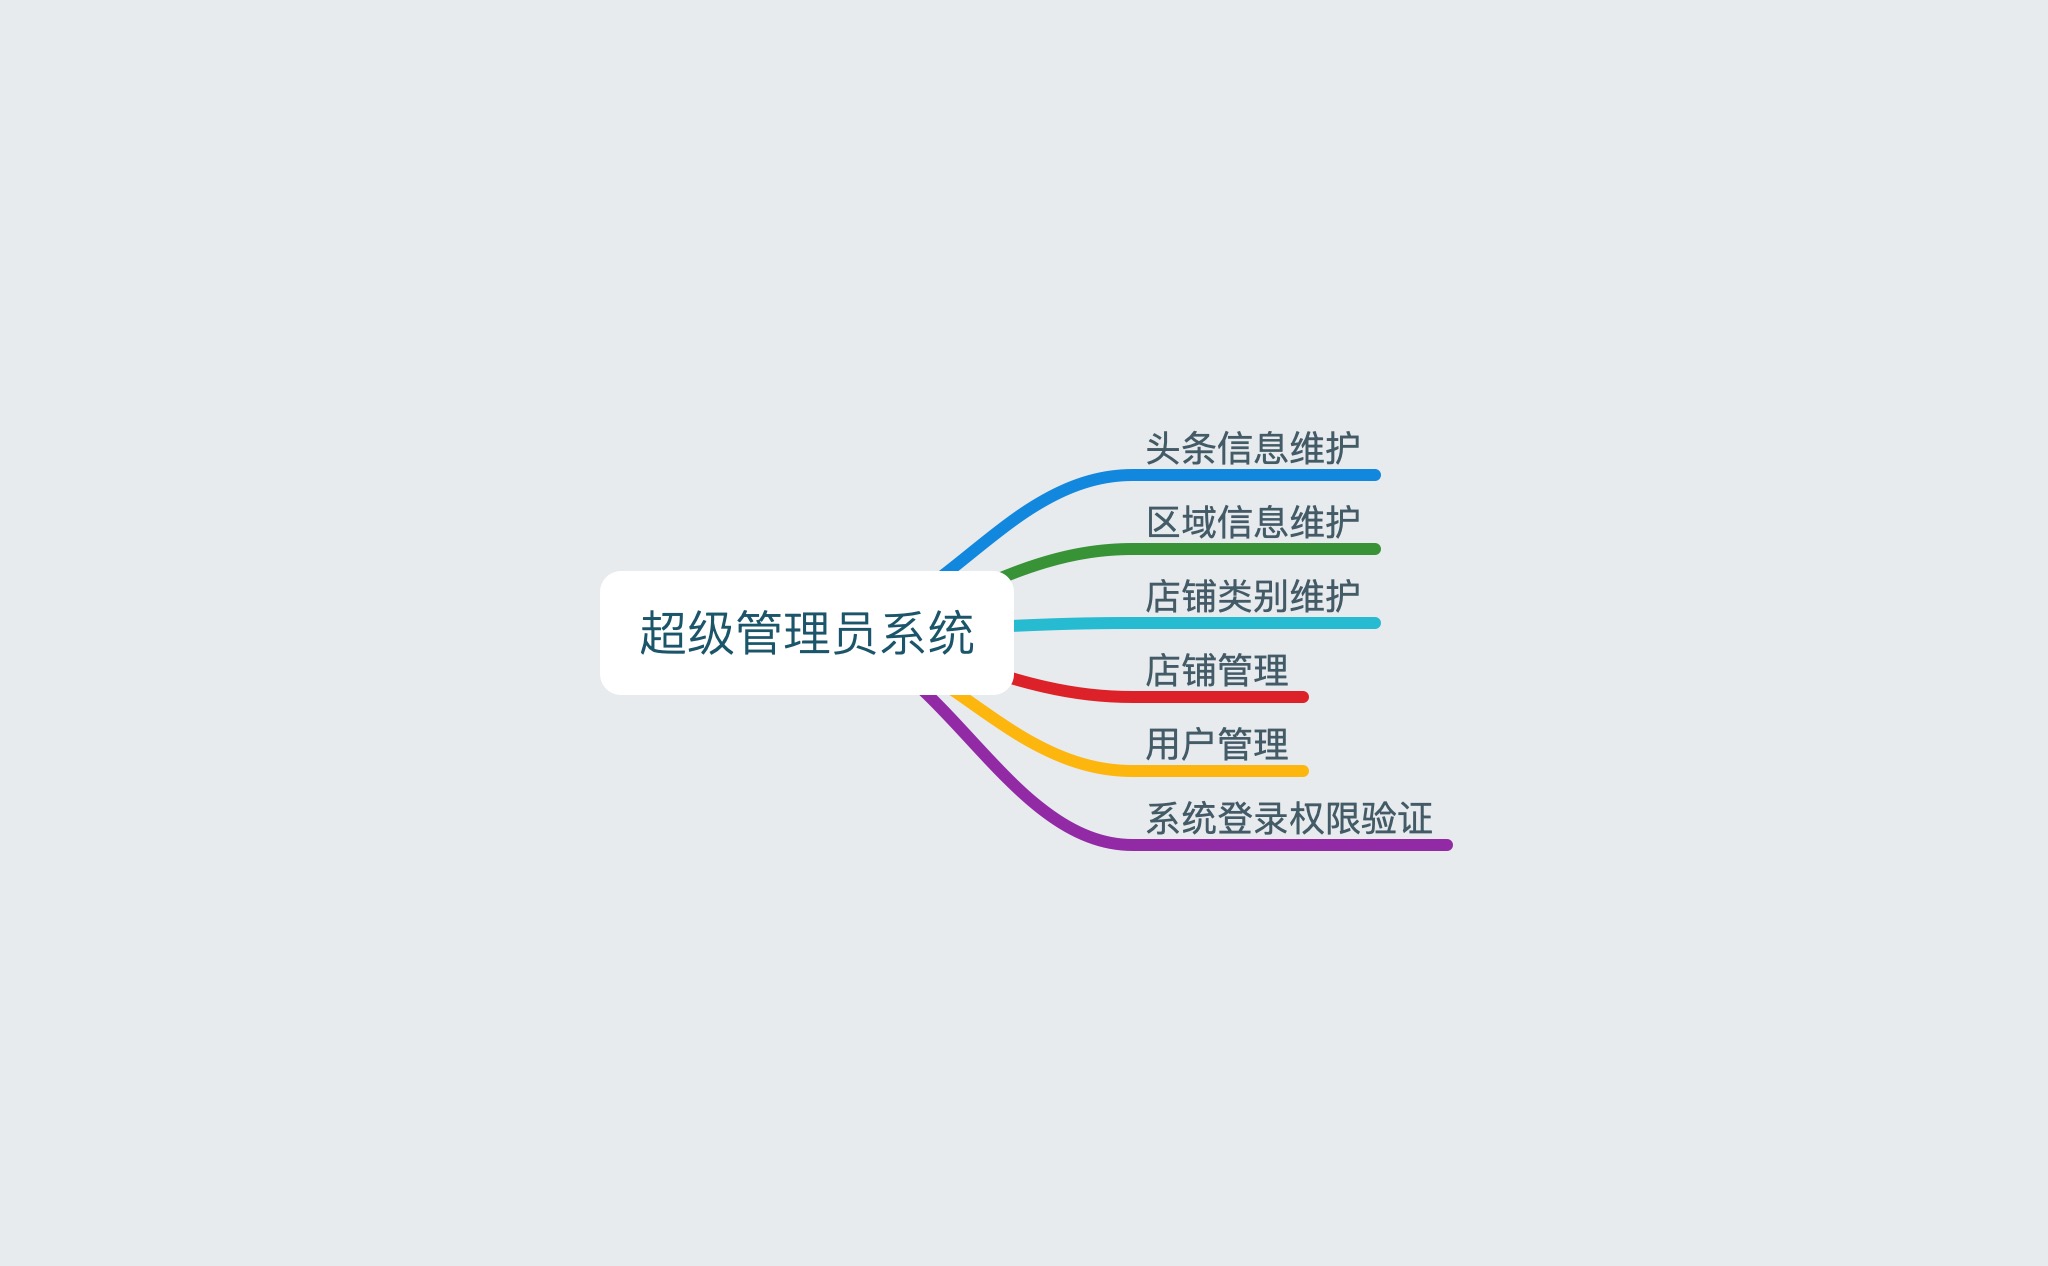 超级管理员系统
头条信息维护
区域信息维护
店铺类别维护
店铺管理
用户管理
系统登录权限验证